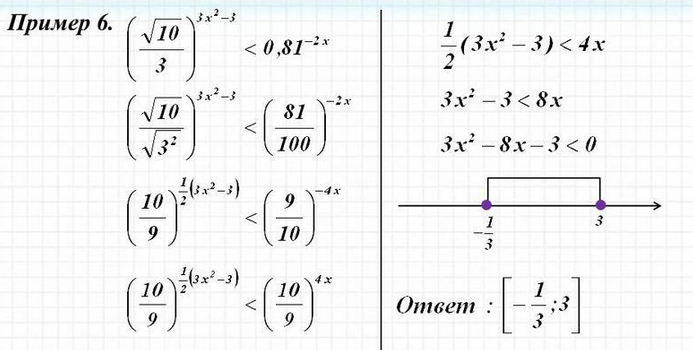 Пример 6. (√10/3)^(3x²−3) < 0,81^(−2x)
(√10/√3²)^(3x²−3) < (81/100)^(−2x)
(10/9)^(½(3x²−3)) < (9/10)^(−4x)
(10/9)^(½(3x²−3)) < (10/9)^(4x)
1/2 (3x² − 3) < 4x
3x² − 3 < 8x
3x² − 8x − 3 < 0
−1/3 3
Ответ : [−1/3 ; 3]